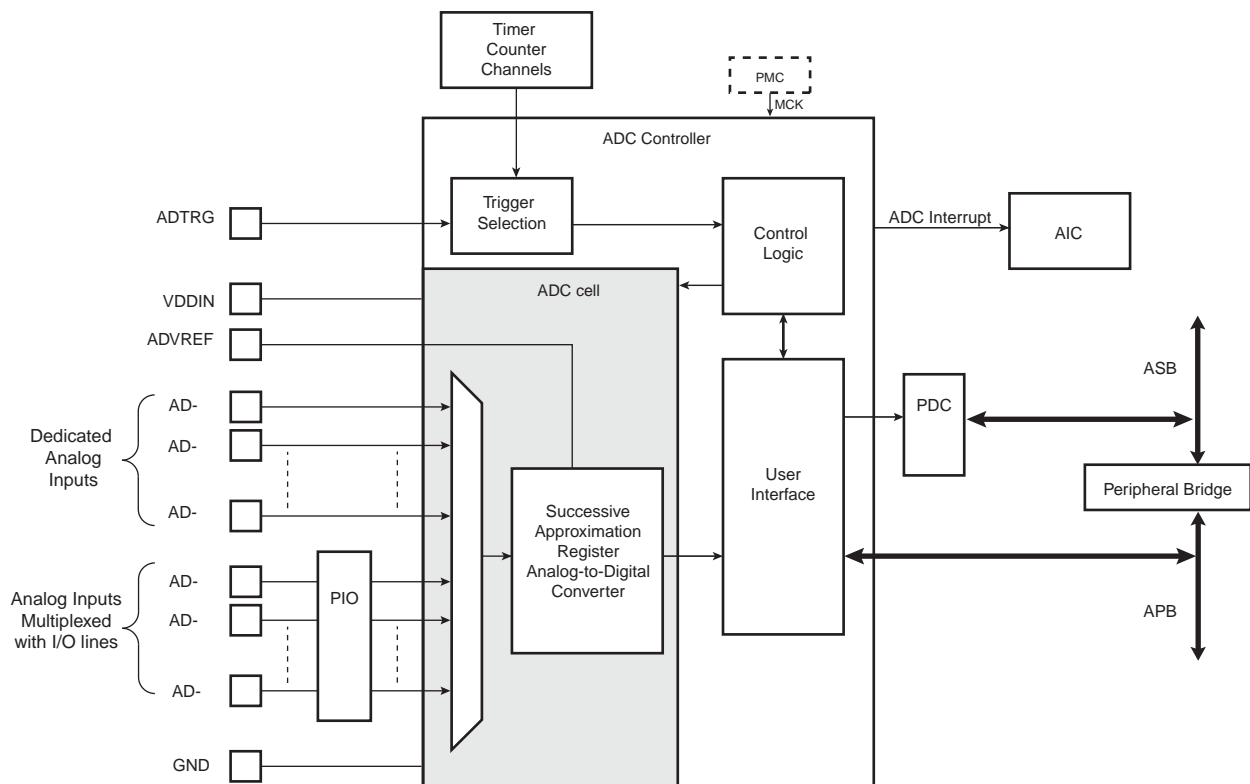 Timer
Counter
Channels
PMC
MCK
ADC Controller
ADTRG
Trigger
Selection
Control
Logic
ADC Interrupt
AIC
VDDIN
ADC cell
ADVREF
ASB
AD-
PDC
Dedicated
Analog
Inputs
AD-
User
Interface
Peripheral Bridge
AD-
Successive
Approximation
Register
Analog-to-Digital
Converter
AD-
Analog Inputs
Multiplexed
with I/O lines
PIO
AD-
APB
AD-
GND